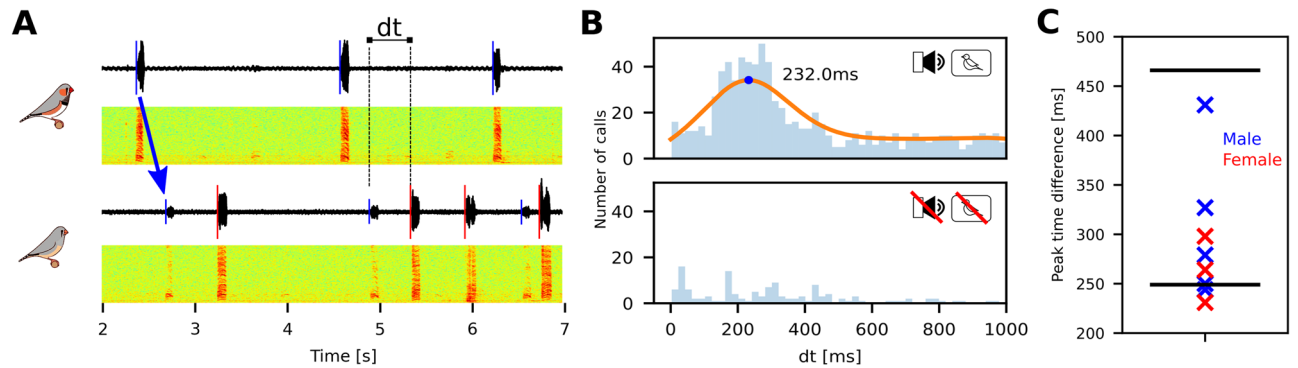 A
dt
2
3
4
5
6
7
Time [s]
B
Number of calls
40
20
0
232.0ms
40
20
0
0
200
400
600
800
1000
dt [ms]
C
Peak time difference [ms]
500
450
400
350
300
250
200
Male
Female